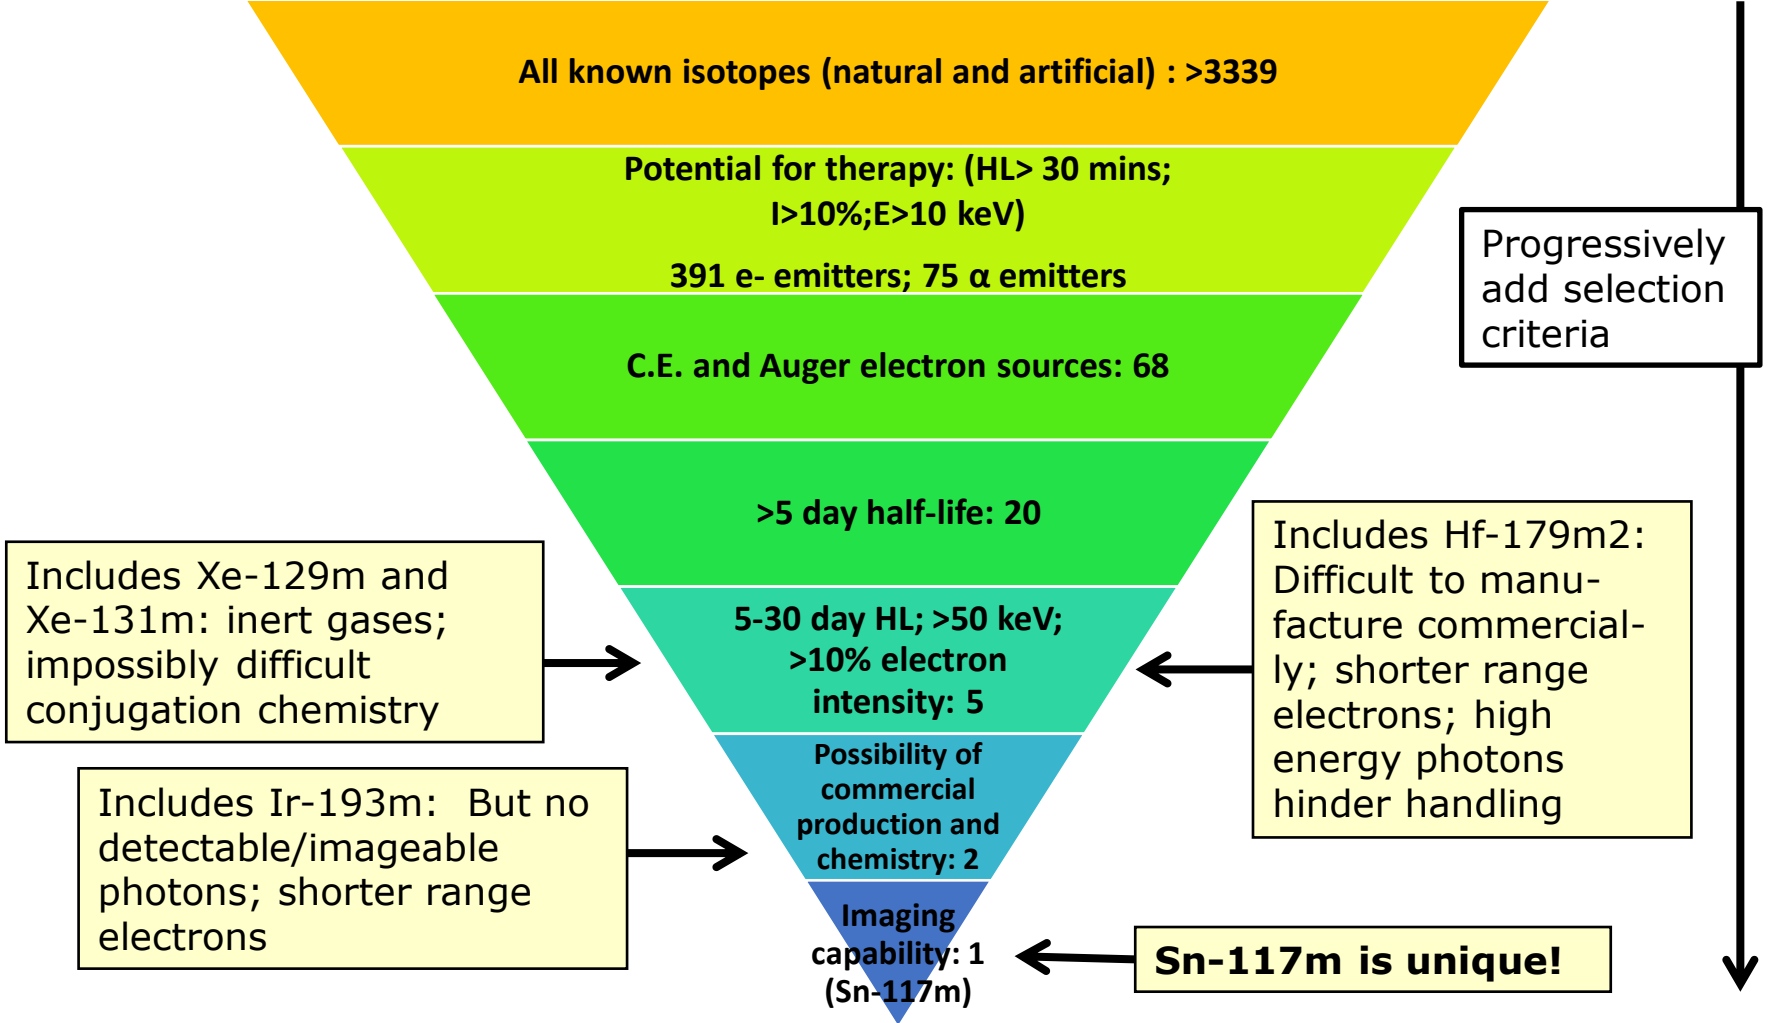 All known isotopes (natural and artificial) : >3339
Potential for therapy: (HL> 30 mins;
I>10%;E>10 keV)
391 e- emitters; 75 α emitters
Progressively
add selection
criteria
C.E. and Auger electron sources: 68
>5 day half-life: 20
Includes Xe-129m and
Xe-131m: inert gases;
impossibly difficult
conjugation chemistry
5-30 day HL; >50 keV;
>10% electron
intensity: 5
Includes Hf-179m2:
Difficult to manu-
facture commercial-
ly; shorter range
electrons; high
energy photons
hinder handling
Includes Ir-193m:  But no
detectable/imageable
photons; shorter range
electrons
Possibility of
commercial
production and
chemistry: 2
Imaging
capability: 1
(Sn-117m)
Sn-117m is unique!